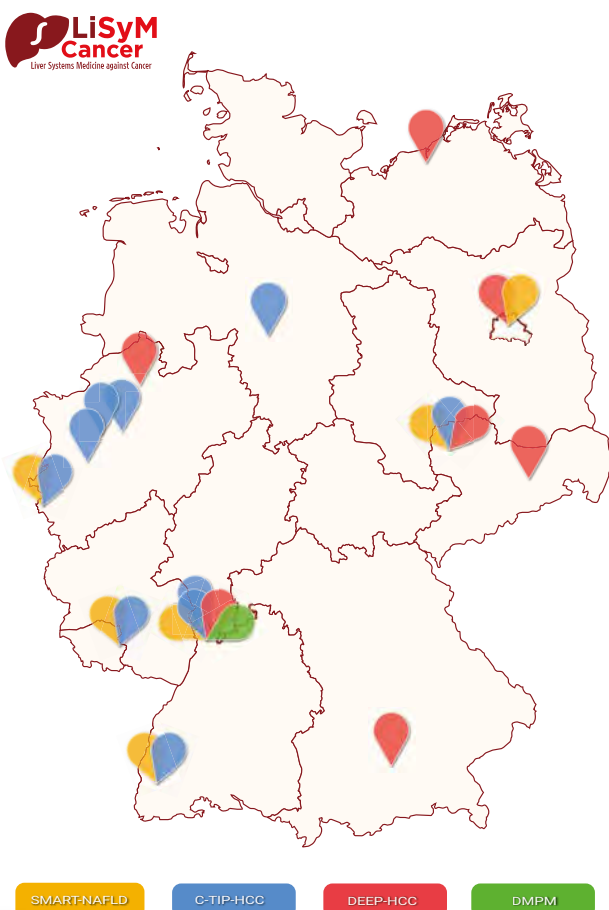 LiSyM
Cancer
Liver Systems Medicine against Cancer
SMART-NAFLD
C-TIP-HCC
DEEP-HCC
DMPM